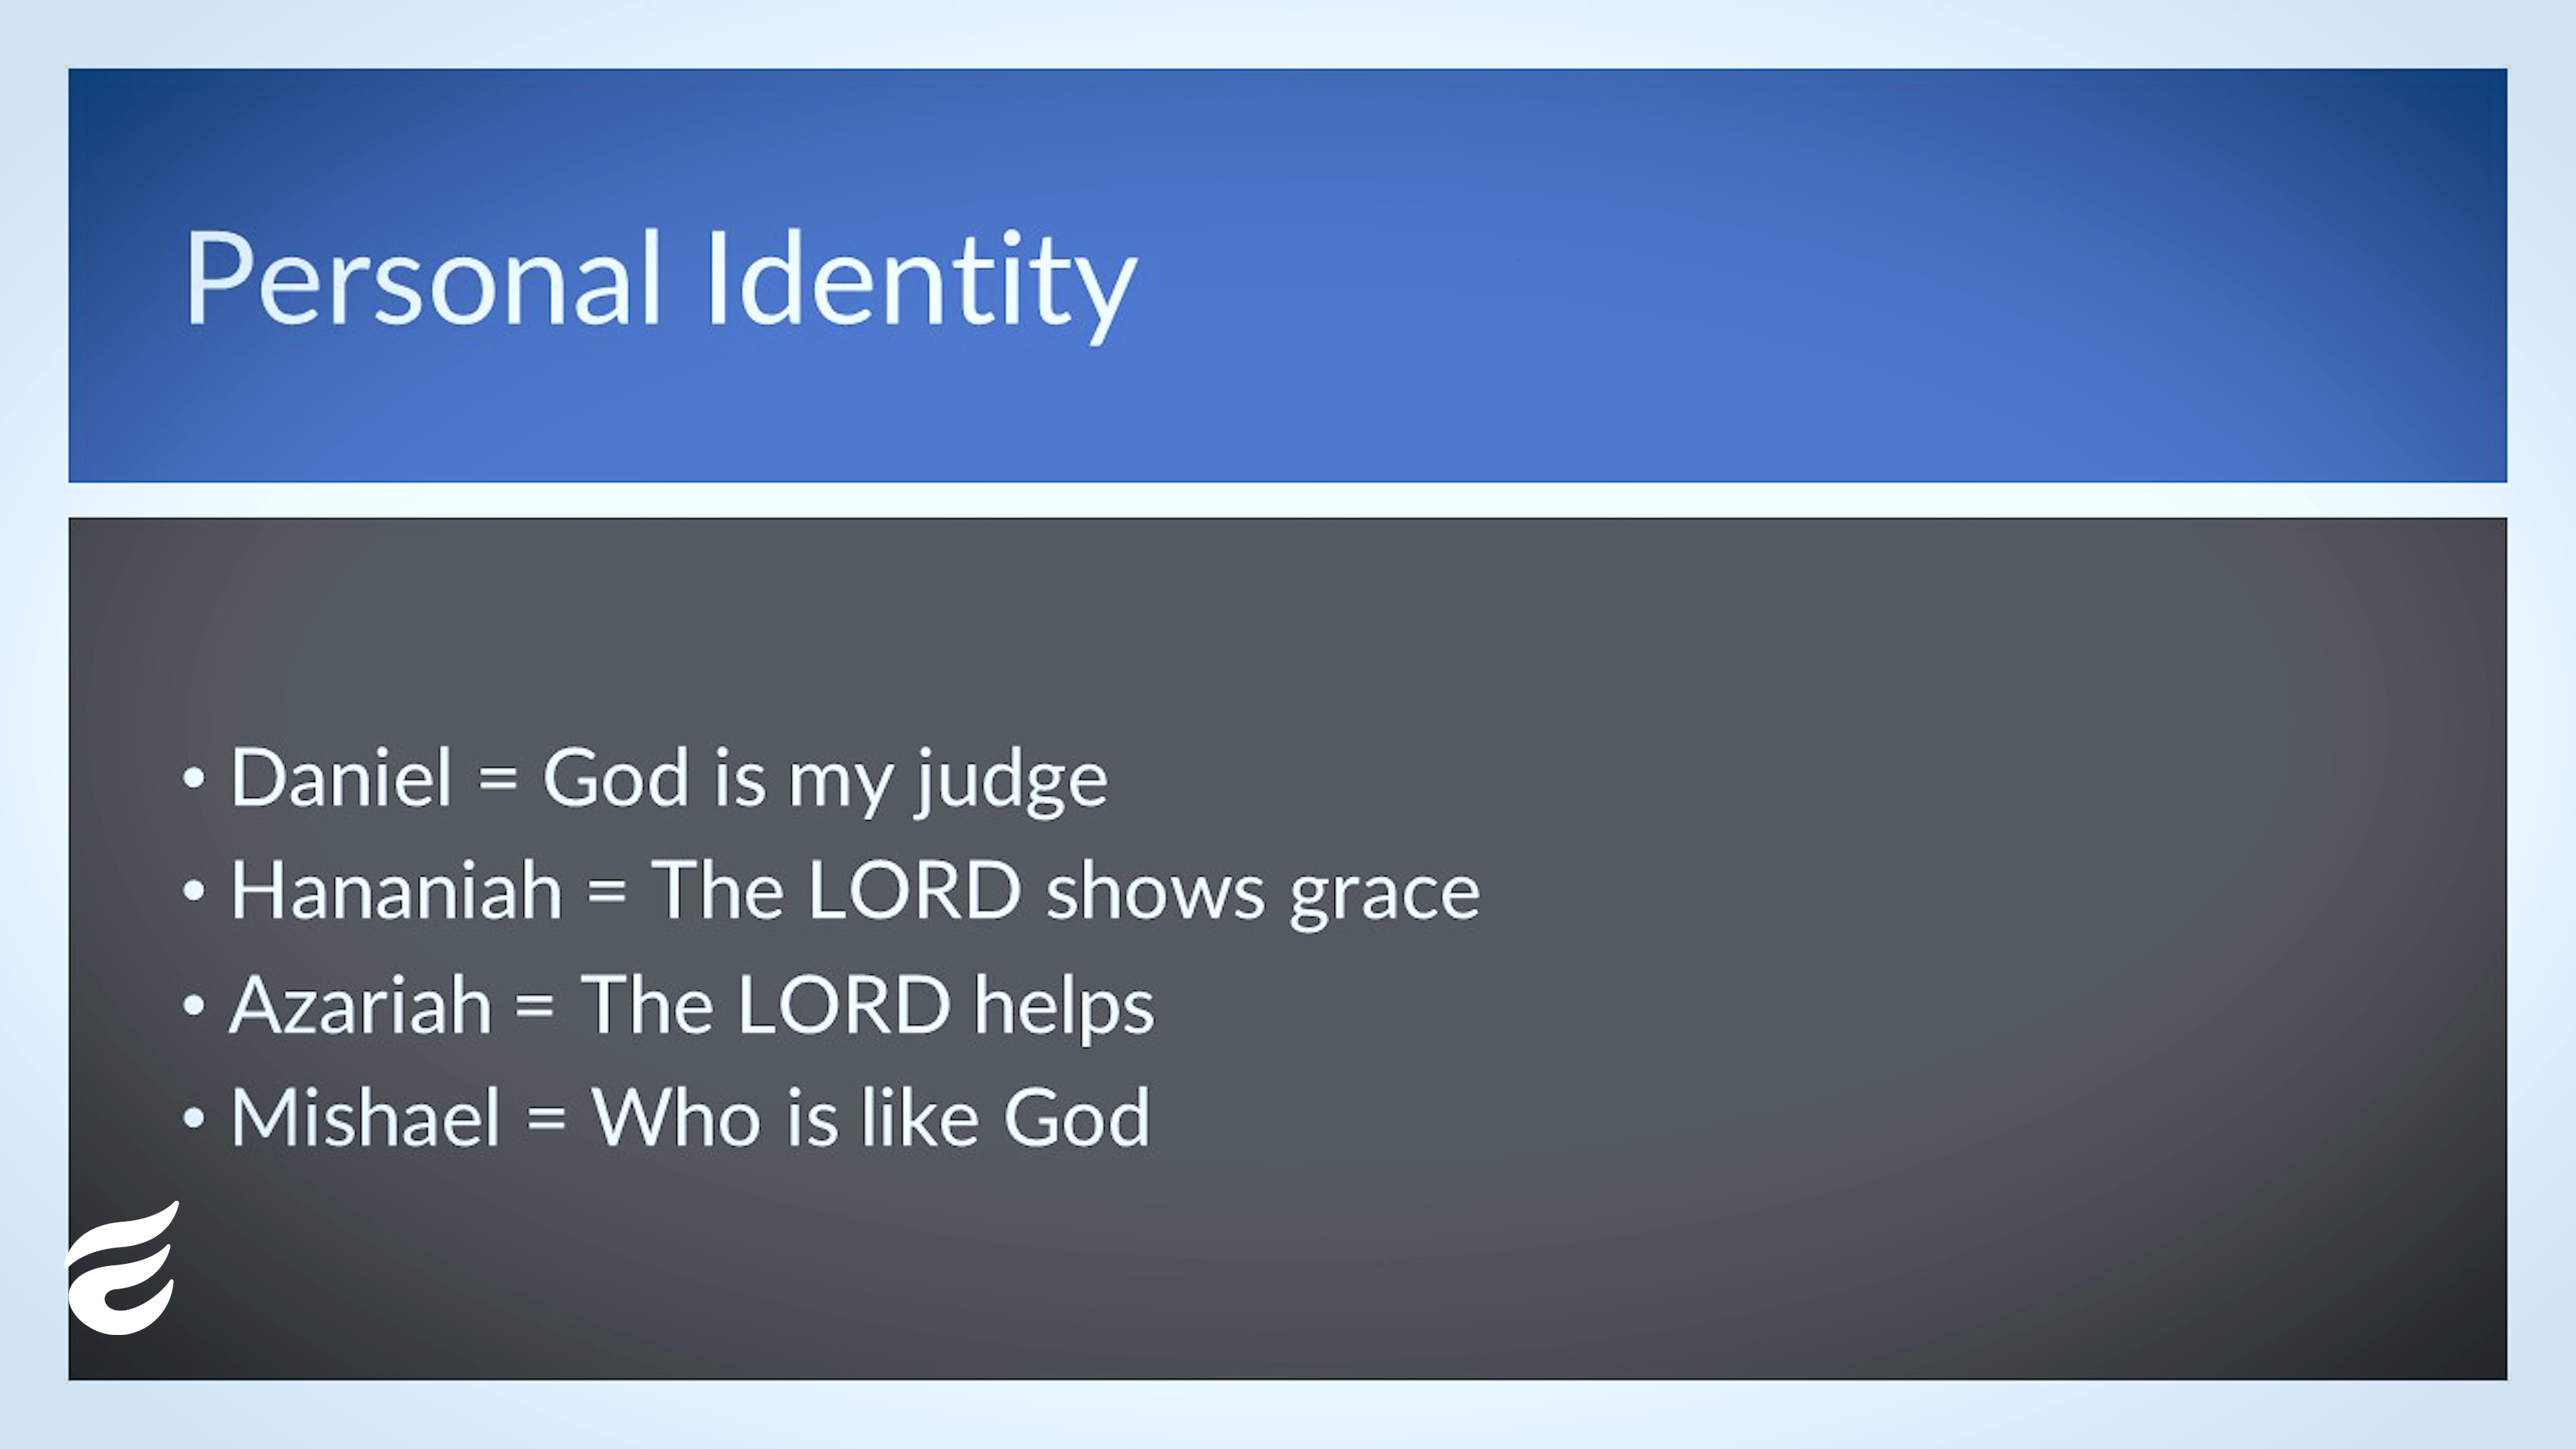 Personal Identity
• Daniel = God is my judge
• Hananiah = The LORD shows grace
• Azariah = The LORD helps
• Mishael = Who is like God